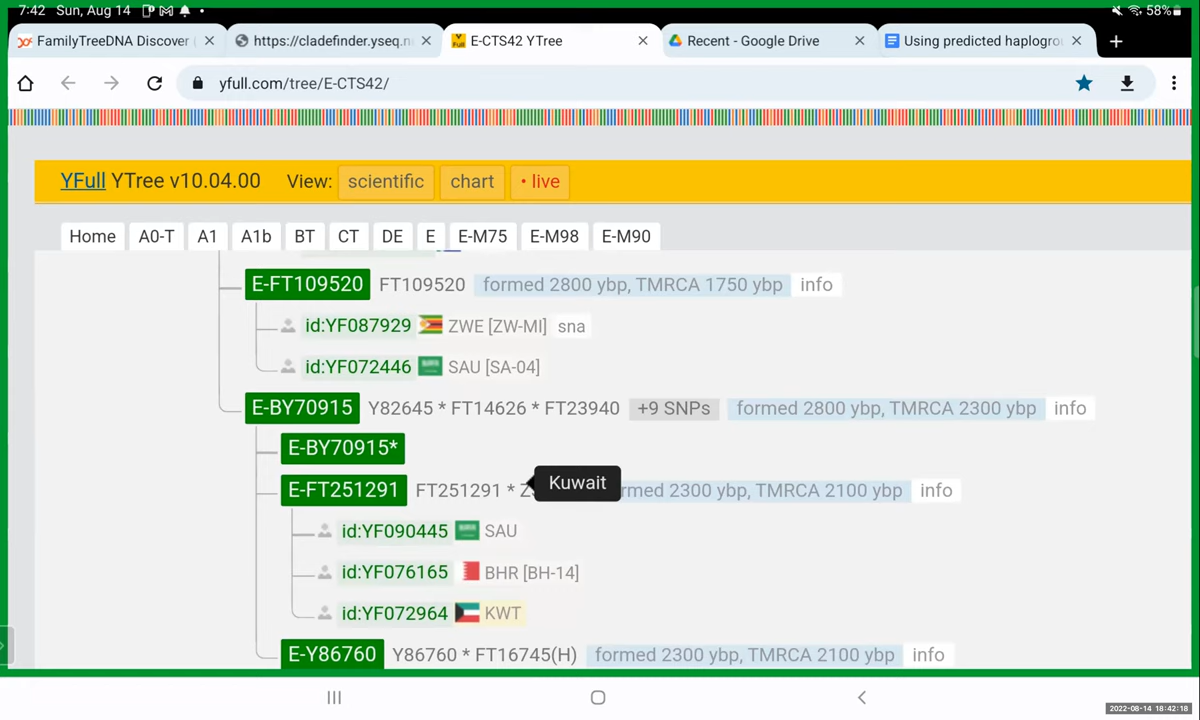 7:42 Sun, Aug 14 58%
FamilyTreeDNA Discover https://cladefinder.yseq.n E-CTS42 YTree Recent - Google Drive Using predicted haplogro
yfull.com/tree/E-CTS42/
YFull YTree v10.04.00 View: scientific chart • live
Home A0-T A1 A1b BT CT DE E E-M75 E-M98 E-M90
E-FT109520 FT109520 formed 2800 ybp, TMRCA 1750 ybp info
id:YF087929 ZWE [ZW-MI] sna
id:YF072446 SAU [SA-04]
E-BY70915 Y82645 * FT14626 * FT23940 +9 SNPs formed 2800 ybp, TMRCA 2300 ybp info
E-BY70915*
E-FT251291 FT251291 * Kuwait rmed 2300 ybp, TMRCA 2100 ybp info
id:YF090445 SAU
id:YF076165 BHR [BH-14]
id:YF072964 KWT
E-Y86760 Y86760 * FT16745(H) formed 2300 ybp, TMRCA 2100 ybp info
2022-08-14 18:42:18